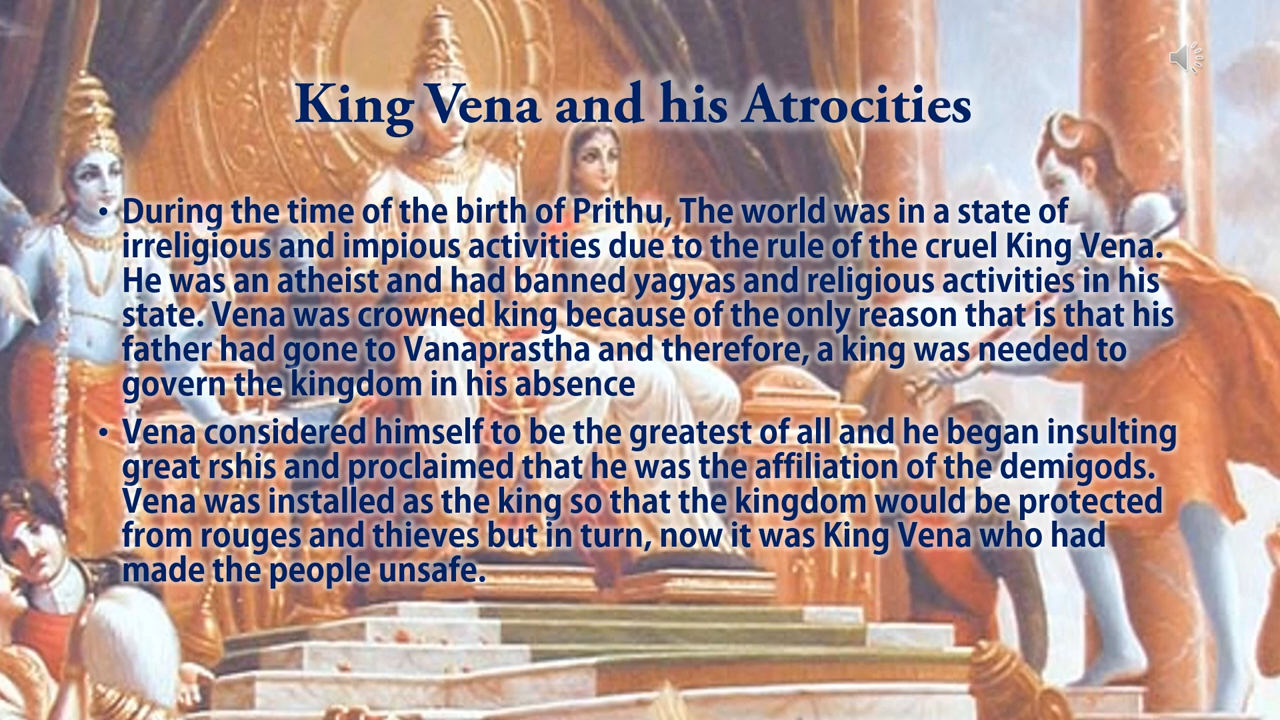 King Vena and his Atrocities
• During the time of the birth of Prithu, The world was in a state of
irreligious and impious activities due to the rule of the cruel King Vena.
He was an atheist and had banned yagyas and religious activities in his
state. Vena was crowned king because of the only reason that is that his
father had gone to Vanaprastha and therefore, a king was needed to
govern the kingdom in his absence
• Vena considered himself to be the greatest of all and he began insulting
great rshis and proclaimed that he was the affiliation of the demigods.
Vena was installed as the king so that the kingdom would be protected
from rouges and thieves but in turn, now it was King Vena who had
made the people unsafe.